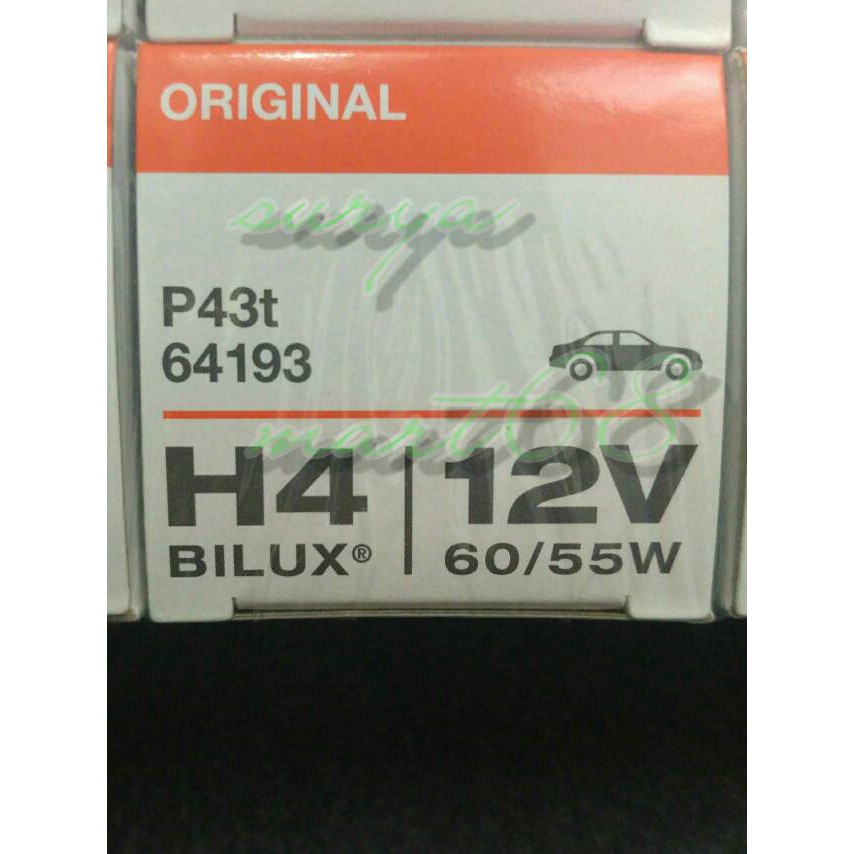 ORIGINAL
surya
P43t
64193
mart68
H4 12V
BILUX® 60/55W